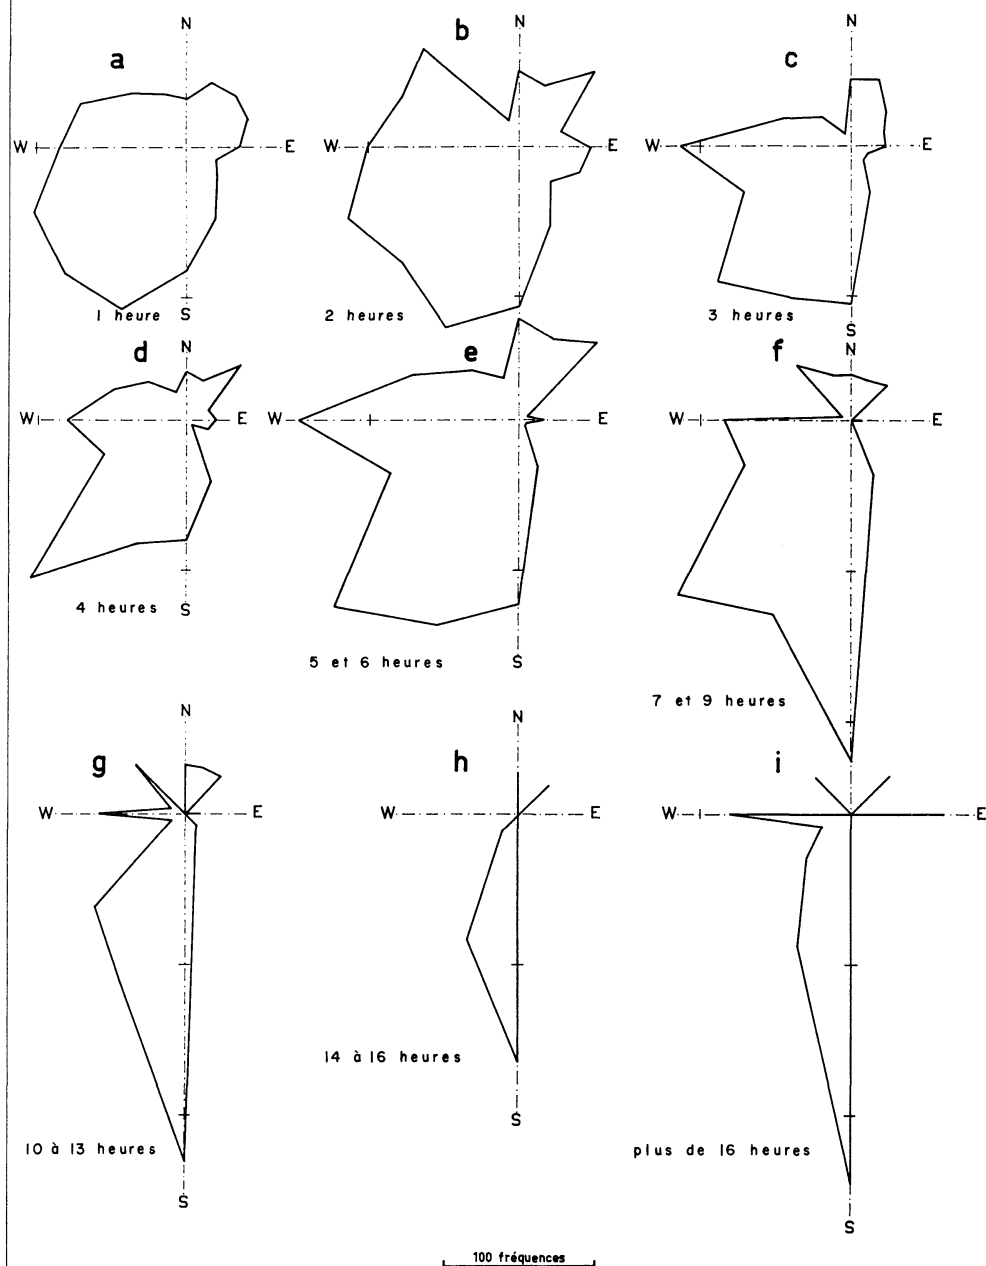 N
a
W E
1 heure S
N
b
W E
2 heures
N
c
W E
3 heures
S
N
d
W E
4 heures S
e
W E
5 et 6 heures
S
N
f
W E
7 et 9 heures
N
g
W E
10 à 13 heures
S
N
h
W E
14 à 16 heures
S
i
W E
plus de 16 heures
S
100 fréquences